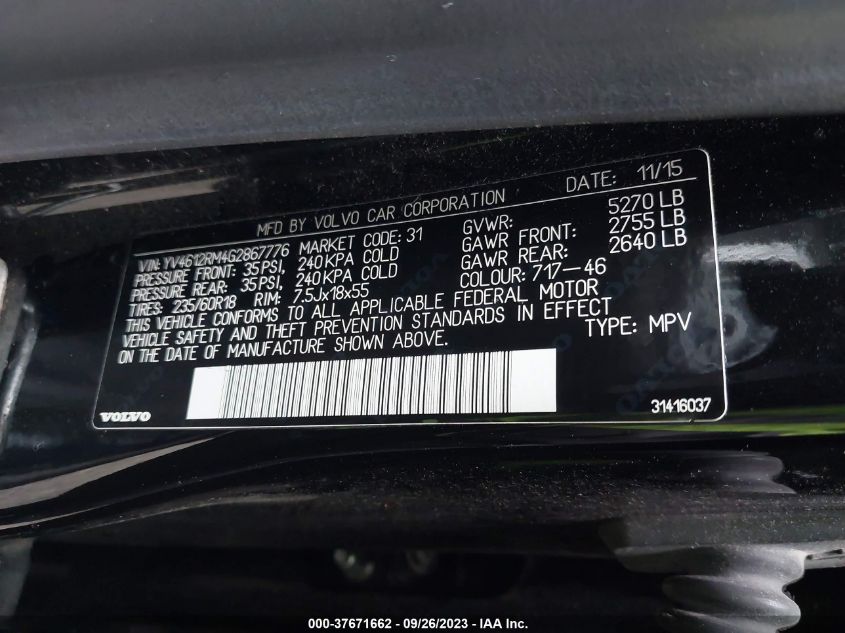 MFD BY VOLVO CAR CORPORATION DATE: 11/15
VIN: YV4612RM4G2867776 MARKET CODE: 31 GVWR: 5270 LB
PRESSURE FRONT: 35PSI, 240KPA COLD GAWR FRONT: 2755 LB
PRESSURE REAR: 35PSI, 240KPA COLD GAWR REAR: 2640 LB
TIRES: 235/60R18 RIM: 7.5Jx18x55 COLOUR: 717-46
THIS VEHICLE CONFORMS TO ALL APPLICABLE FEDERAL MOTOR
VEHICLE SAFETY AND THEFT PREVENTION STANDARDS IN EFFECT
ON THE DATE OF MANUFACTURE SHOWN ABOVE. TYPE: MPV
VOLVO 31416037
000-37671662 - 09/26/2023 - IAA Inc.